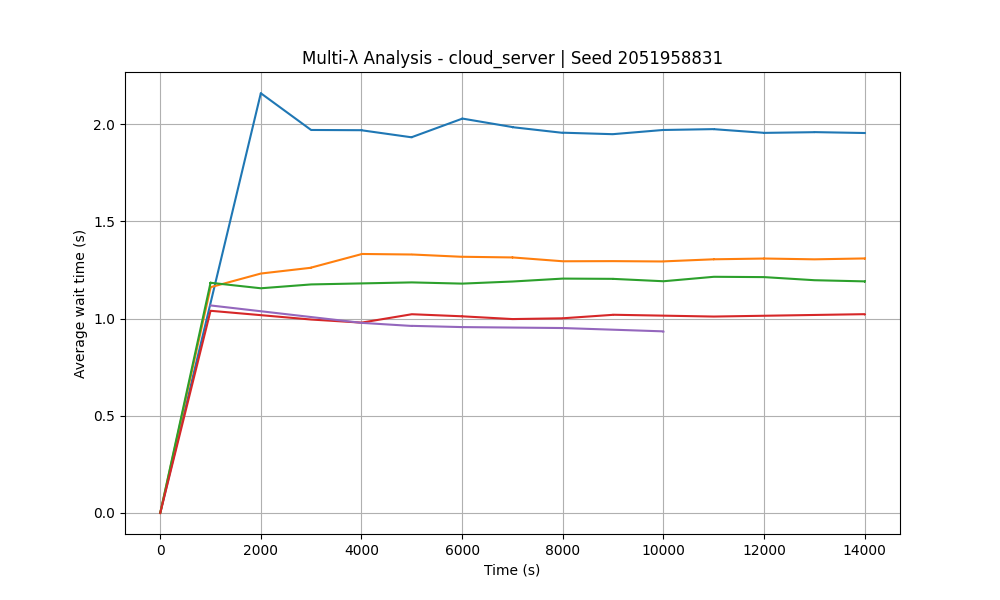 Multi-λ Analysis - cloud_server | Seed 2051958831
Average wait time (s)
2.0
1.5
1.0
0.5
0.0
0 2000 4000 6000 8000 10000 12000 14000
Time (s)